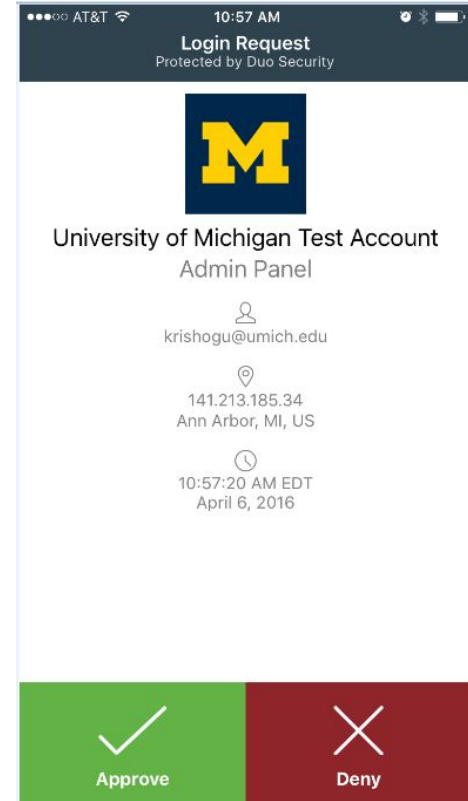 AT&T 10:57 AM
Login Request
Protected by Duo Security
M
University of Michigan Test Account
Admin Panel
krishogu@umich.edu
141.213.185.34
Ann Arbor, MI, US
10:57:20 AM EDT
April 6, 2016
Approve Deny